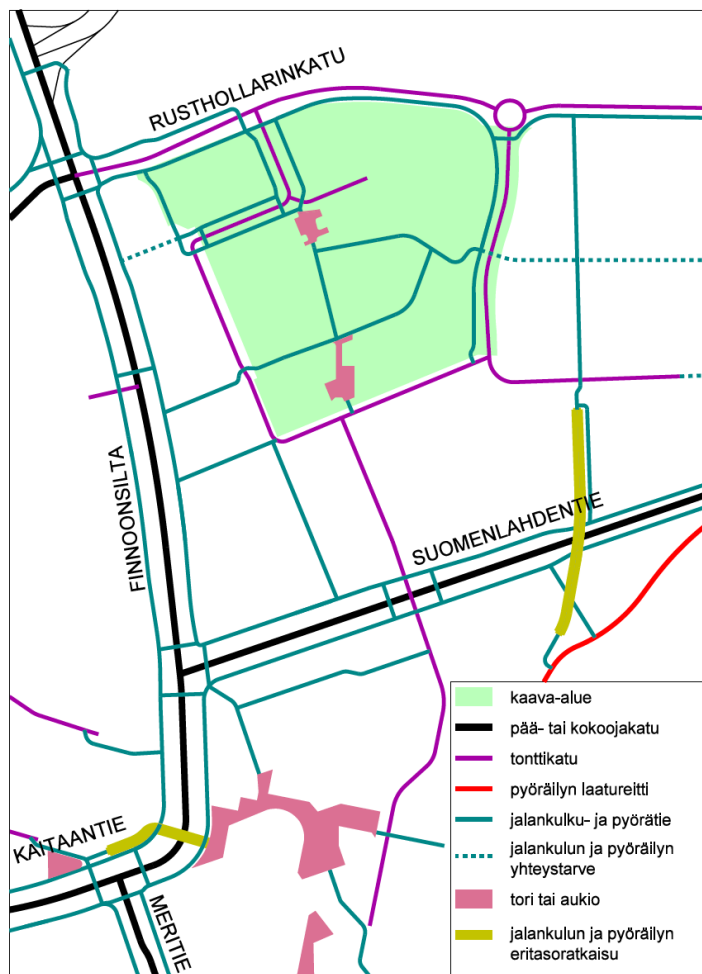 RUSTHOLLARINKATU
FINNOONSILTA
SUOMENLAHDENTIE
KAITAANTIE
MERITIE
kaava-alue
pää- tai kokoojakatu
tonttikatu
pyöräilyn laatureitti
jalankulku- ja pyörätie
jalankulun ja pyöräilyn
yhteystarve
tori tai aukio
jalankulun ja pyöräilyn
eritasoratkaisu